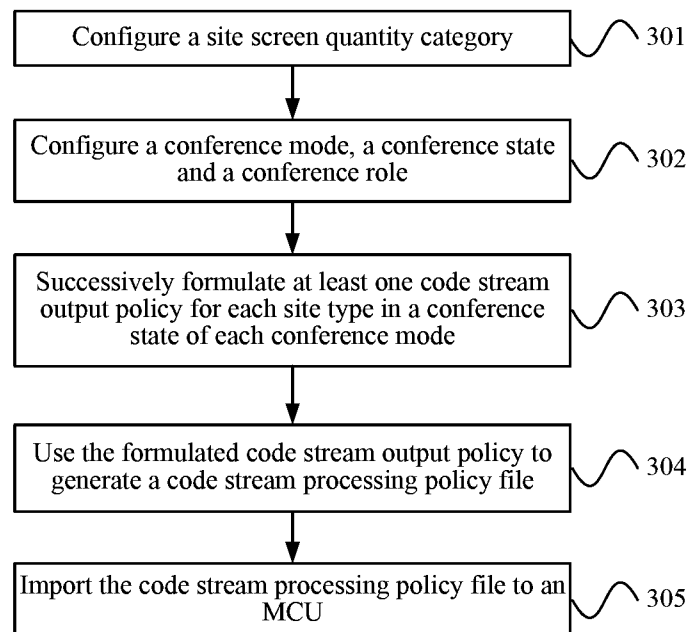 Configure a site screen quantity category
301
Configure a conference mode, a conference state
and a conference role
302
Successively formulate at least one code stream
output policy for each site type in a conference
state of each conference mode
303
Use the formulated code stream output policy to
generate a code stream processing policy file
304
Import the code stream processing policy file to an
MCU
305